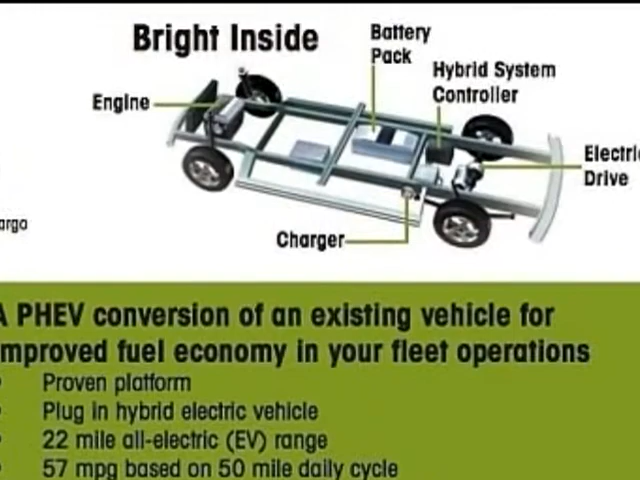 Bright Inside
Battery
Pack
Hybrid System
Controller
Engine
Drive
Charger
A PHEV conversion of an existing vehicle for
mproved fuel economy in your fleet operations
Proven platform
Plug in hybrid electric vehicle
22 mile all-electric (EV) range
57 mpg based on 50 mile daily cycle